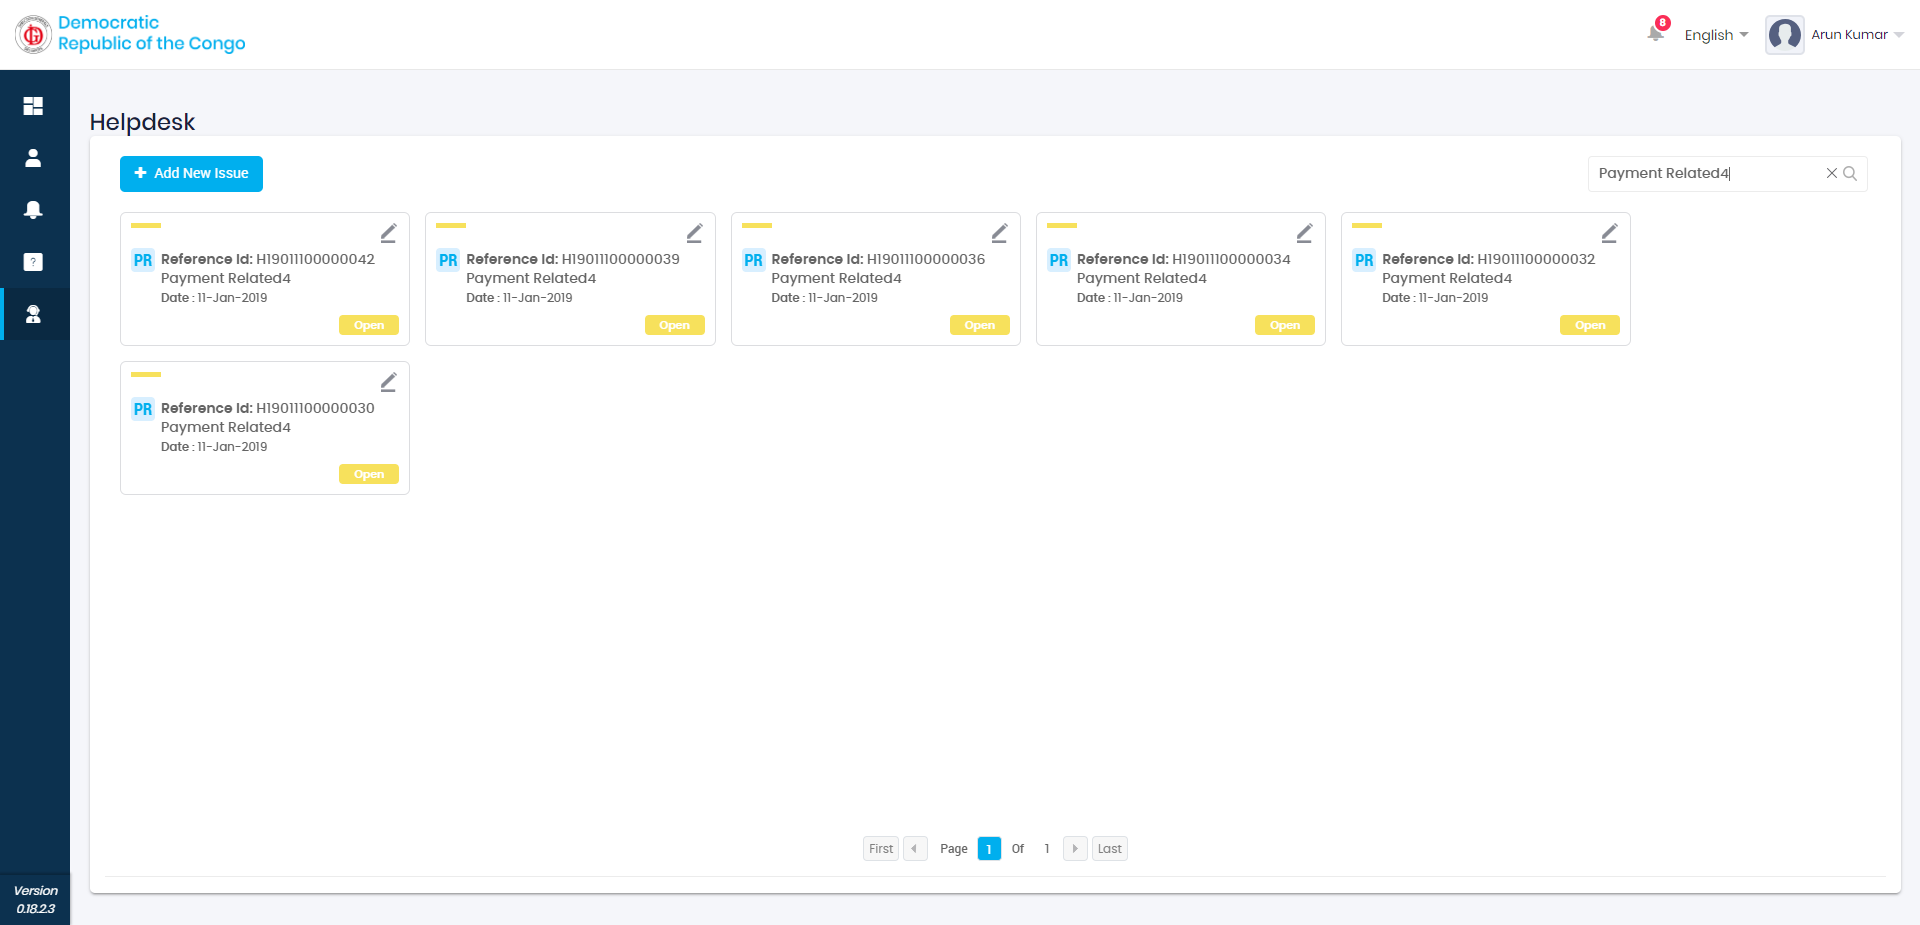 Democratic
Republic of the Congo
8
English
Arun Kumar
Helpdesk
Add New Issue
Payment Related4
PR Reference Id: H19011100000042
Payment Related4
Date : 11-Jan-2019
Open
PR Reference Id: H19011100000039
Payment Related4
Date : 11-Jan-2019
Open
PR Reference Id: H19011100000036
Payment Related4
Date : 11-Jan-2019
Open
PR Reference Id: H19011100000034
Payment Related4
Date : 11-Jan-2019
Open
PR Reference Id: H19011100000032
Payment Related4
Date : 11-Jan-2019
Open
PR Reference Id: H19011100000030
Payment Related4
Date : 11-Jan-2019
Open
First Page 1 Of 1 Last
Version
0.18.2.3